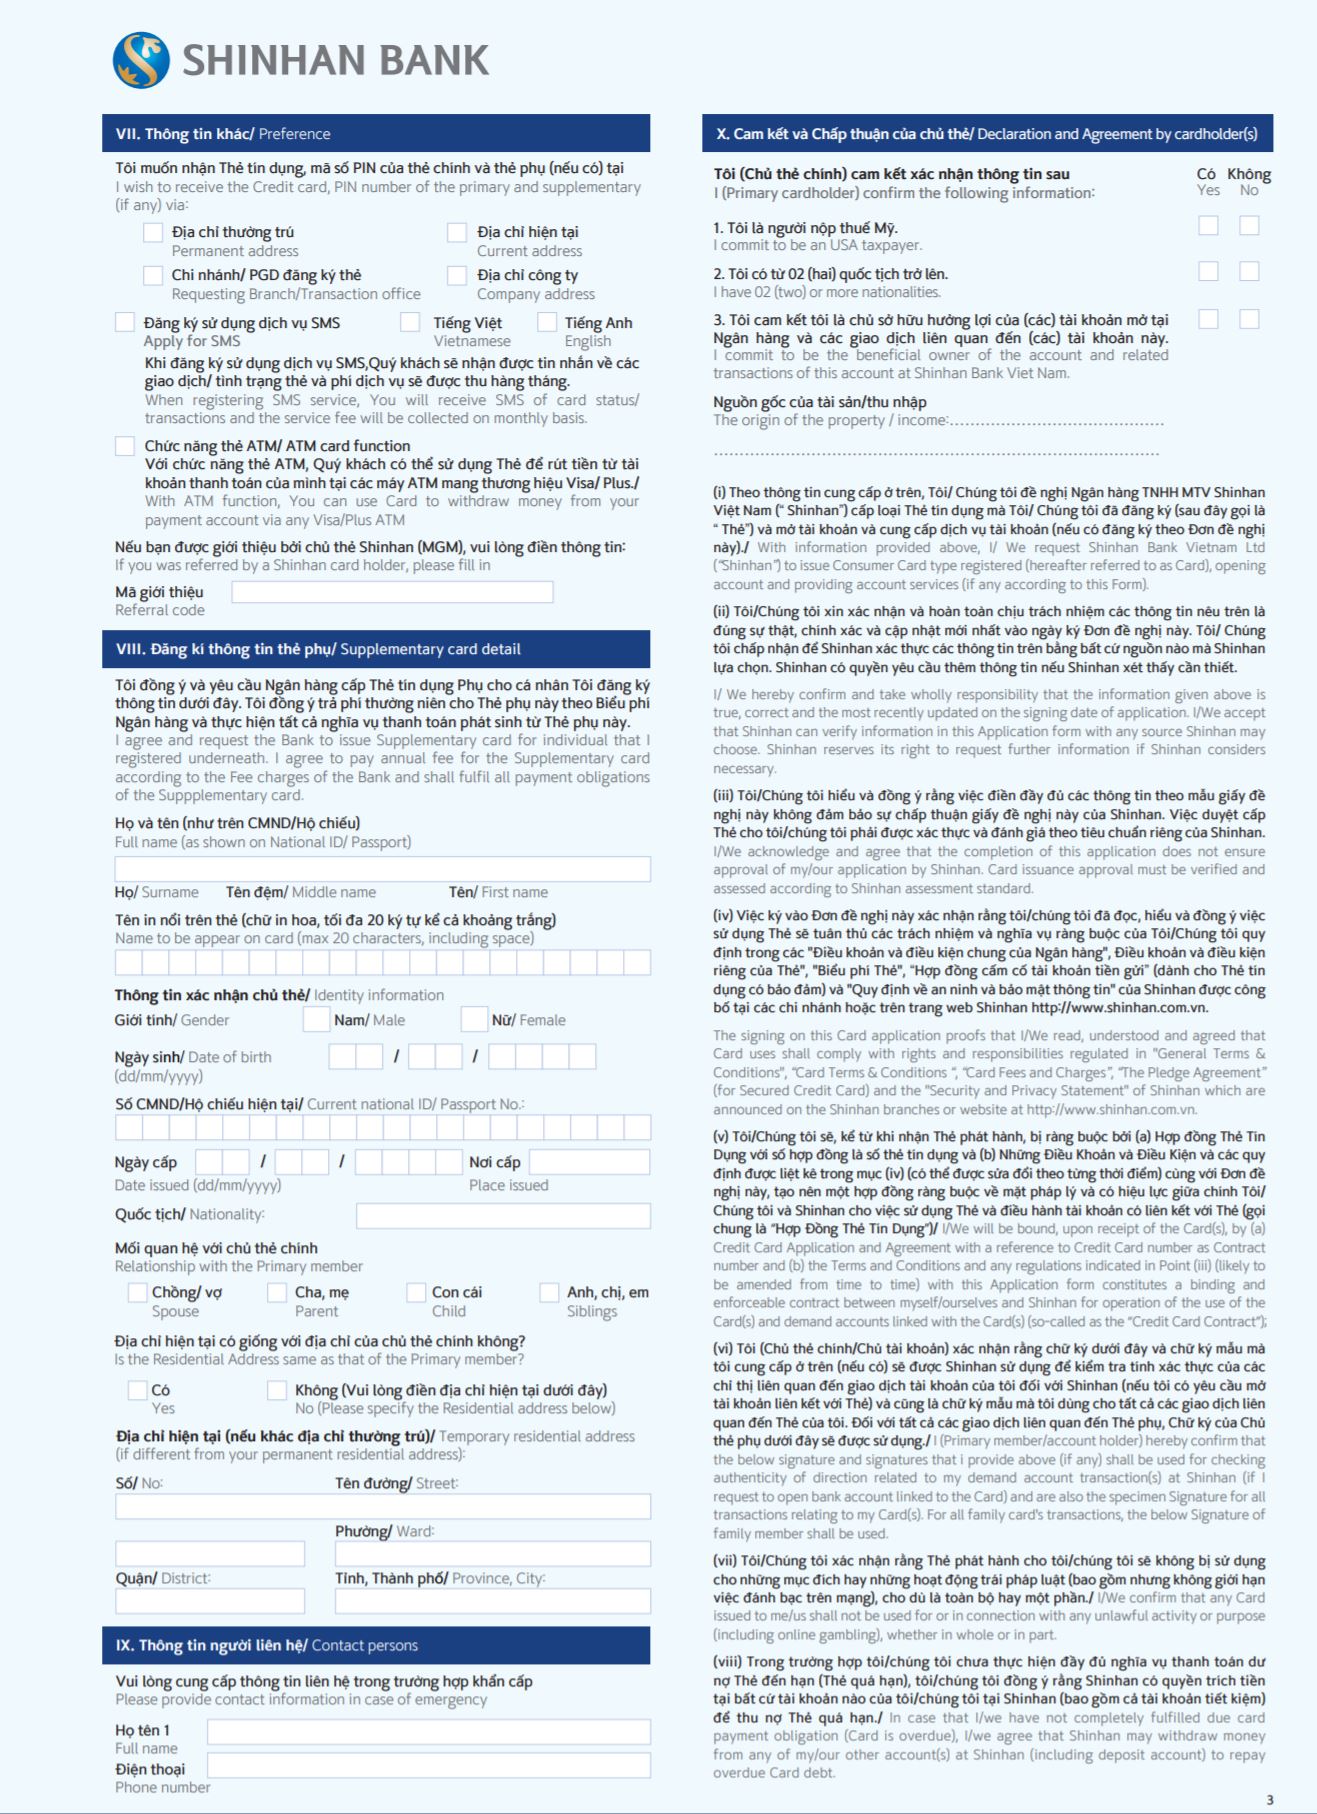 SHINHAN BANK
VII. Thông tin khác/ Preference
Tôi muốn nhận Thẻ tín dụng, mã số PIN của thẻ chính và thẻ phụ (nếu có) tại
I wish to receive the Credit card, PIN number of the primary and supplementary
(if any) via:
Địa chỉ thường trú Địa chỉ hiện tại
Permanent address Current address
Chi nhánh/ PGD đăng ký thẻ Địa chỉ công ty
Requesting Branch/Transaction office Company address
Đăng ký sử dụng dịch vụ SMS Tiếng Việt Tiếng Anh
Apply for SMS Vietnamese English
Khi đăng ký sử dụng dịch vụ SMS,Quý khách sẽ nhận được tin nhắn về các
giao dịch/ tình trạng thẻ và phí dịch vụ sẽ được thu hàng tháng.
When registering SMS service, You will receive SMS of card status/
transactions and the service fee will be collected on monthly basis.
Chức năng thẻ ATM/ ATM card function
Với chức năng thẻ ATM, Quý khách có thể sử dụng Thẻ để rút tiền từ tài
khoản thanh toán của mình tại các máy ATM mang thương hiệu Visa/ Plus./
With ATM function, You can use Card to withdraw money from your
payment account via any Visa/Plus ATM
Nếu bạn được giới thiệu bởi chủ thẻ Shinhan (MGM), vui lòng điền thông tin:
If you was referred by a Shinhan card holder, please fill in
Mã giới thiệu
Referral code
VIII. Đăng kí thông tin thẻ phụ/ Supplementary card detail
Tôi đồng ý và yêu cầu Ngân hàng cấp Thẻ tín dụng Phụ cho cá nhân Tôi đăng ký
thông tin dưới đây. Tôi đồng ý trả phí thường niên cho Thẻ phụ này theo Biểu phí
Ngân hàng và thực hiện tất cả nghĩa vụ thanh toán phát sinh từ Thẻ phụ này.
I agree and request the Bank to issue Supplementary card for individual that I
registered underneath. I agree to pay annual fee for the Supplementary card
according to the Fee charges of the Bank and shall fulfil all payment obligations
of the Suppplementary card.
Họ và tên (như trên CMND/Hộ chiếu)
Full name (as shown on National ID/ Passport)
Họ/ Surname Tên đệm/ Middle name Tên/ First name
Tên in nổi trên thẻ (chữ in hoa, tối đa 20 ký tự kể cả khoảng trắng)
Name to be appear on card (max 20 characters, including space)
Thông tin xác nhận chủ thẻ/ Identity information
Giới tính/ Gender Nam/ Male Nữ/ Female
Ngày sinh/ Date of birth / /
(dd/mm/yyyy)
Số CMND/Hộ chiếu hiện tại/ Current national ID/ Passport No.:
Ngày cấp / / Nơi cấp
Date issued (dd/mm/yyyy) Place issued
Quốc tịch/ Nationality:
Mối quan hệ với chủ thẻ chính
Relationship with the Primary member
Chồng/ vợ Cha, mẹ Con cái Anh, chị, em
Spouse Parent Child Siblings
Địa chỉ hiện tại có giống với địa chỉ của chủ thẻ chính không?
Is the Residential Address same as that of the Primary member?
Có Không (Vui lòng điền địa chỉ hiện tại dưới đây)
Yes No (Please specify the Residential address below)
Địa chỉ hiện tại (nếu khác địa chỉ thường trú)/ Temporary residential address
(if different from your permanent residential address):
Số/ No: Tên đường/ Street:
Phường/ Ward:
Quận/ District: Tỉnh, Thành phố/ Province, City:
IX. Thông tin người liên hệ/ Contact persons
Vui lòng cung cấp thông tin liên hệ trong trường hợp khẩn cấp
Please provide contact information in case of emergency
Họ tên 1
Full name
Điện thoại
Phone number
X. Cam kết và Chấp thuận của chủ thẻ/ Declaration and Agreement by cardholder(s)
Tôi (Chủ thẻ chính) cam kết xác nhận thông tin sau Có Không
I (Primary cardholder) confirm the following information: Yes No
1. Tôi là người nộp thuế Mỹ.
I commit to be an USA taxpayer.
2. Tôi có từ 02 (hai) quốc tịch trở lên.
I have 02 (two) or more nationalities.
3. Tôi cam kết tôi là chủ sở hữu hưởng lợi của (các) tài khoản mở tại
Ngân hàng và các giao dịch liên quan đến (các) tài khoản này.
I commit to be the beneficial owner of the account and related
transactions of this account at Shinhan Bank Viet Nam.
Nguồn gốc của tài sản/thu nhập
The origin of the property / income:.........................................
....................................................................................
(i) Theo thông tin cung cấp ở trên, Tôi/ Chúng tôi đề nghị Ngân hàng TNHH MTV Shinhan
Việt Nam (“ Shinhan”) cấp loại Thẻ tín dụng mà Tôi/ Chúng tôi đã đăng ký (sau đây gọi là
“ Thẻ”) và mở tài khoản và cung cấp dịch vụ tài khoản (nếu có đăng ký theo Đơn đề nghị
này)./ With information provided above, I/ We request Shinhan Bank Vietnam Ltd
(“Shinhan”) to issue Consumer Card type registered (hereafter referred to as Card), opening
account and providing account services (if any according to this Form).
(ii) Tôi/Chúng tôi xin xác nhận và hoàn toàn chịu trách nhiệm các thông tin nêu trên là
đúng sự thật, chính xác và cập nhật mới nhất vào ngày ký Đơn đề nghị này. Tôi/ Chúng
tôi chấp nhận để Shinhan xác thực các thông tin trên bằng bất cứ nguồn nào mà Shinhan
lựa chọn. Shinhan có quyền yêu cầu thêm thông tin nếu Shinhan xét thấy cần thiết.
I/ We hereby confirm and take wholly responsibility that the information given above is
true, correct and the most recently updated on the signing date of application. I/We accept
that Shinhan can verify information in this Application form with any source Shinhan may
choose. Shinhan reserves its right to request further information if Shinhan considers
necessary.
(iii) Tôi/Chúng tôi hiểu và đồng ý rằng việc điền đầy đủ các thông tin theo mẫu giấy đề
nghị này không đảm bảo sự chấp thuận giấy đề nghị này của Shinhan. Việc duyệt cấp
Thẻ cho tôi/chúng tôi phải được xác thực và đánh giá theo tiêu chuẩn riêng của Shinhan.
I/We acknowledge and agree that the completion of this application does not ensure
approval of my/our application by Shinhan. Card issuance approval must be verified and
assessed according to Shinhan assessment standard.
(iv) Việc ký vào Đơn đề nghị này xác nhận rằng tôi/chúng tôi đã đọc, hiểu và đồng ý việc
sử dụng Thẻ sẽ tuân thủ các trách nhiệm và nghĩa vụ ràng buộc của Tôi/Chúng tôi quy
định trong các "Điều khoản và điều kiện chung của Ngân hàng", Điều khoản và điều kiện
riêng của Thẻ", "Biểu phí Thẻ", “Hợp đồng cấm cố tài khoản tiền gửi” (dành cho Thẻ tín
dụng có bảo đảm) và "Quy định về an ninh và bảo mật thông tin" của Shinhan được công
bố tại các chi nhánh hoặc trên trang web Shinhan http://www.shinhan.com.vn.
The signing on this Card application proofs that I/We read, understood and agreed that
Card uses shall comply with rights and responsibilities regulated in "General Terms &
Conditions", “Card Terms & Conditions “, “Card Fees and Charges”, “The Pledge Agreement”
(for Secured Credit Card) and the "Security and Privacy Statement" of Shinhan which are
announced on the Shinhan branches or website at http://www.shinhan.com.vn.
(v) Tôi/Chúng tôi sẽ, kể từ khi nhận Thẻ phát hành, bị ràng buộc bởi (a) Hợp đồng Thẻ Tín
Dụng với số hợp đồng là số thẻ tín dụng và (b) Những Điều Khoản và Điều Kiện và các quy
định được liệt kê trong mục (iv) (có thể được sửa đổi theo từng thời điểm) cùng với Đơn đề
nghị này, tạo nên một hợp đồng ràng buộc về mặt pháp lý và có hiệu lực giữa chính Tôi/
Chúng tôi và Shinhan cho việc sử dụng Thẻ và điều hành tài khoản có liên kết với Thẻ (gọi
chung là “Hợp Đồng Thẻ Tín Dụng”)/ I/We will be bound, upon receipt of the Card(s), by (a)
Credit Card Application and Agreement with a reference to Credit Card number as Contract
number and (b) the Terms and Conditions and any regulations indicated in Point (iii) (likely to
be amended from time to time) with this Application form constitutes a binding and
enforceable contract between myself/ourselves and Shinhan for operation of the use of the
Card(s) and demand accounts linked with the Card(s) (so-called as the “Credit Card Contract”);
(vi) Tôi (Chủ thẻ chính/Chủ tài khoản) xác nhận rằng chữ ký dưới đây và chữ ký mẫu mà
tôi cung cấp ở trên (nếu có) sẽ được Shinhan sử dụng để kiểm tra tính xác thực của các
chỉ thị liên quan đến giao dịch tài khoản của tôi đối với Shinhan (nếu tôi có yêu cầu mở
tài khoản liên kết với Thẻ) và cũng là chữ ký mẫu mà tôi dùng cho tất cả các giao dịch liên
quan đến Thẻ của tôi. Đối với tất cả các giao dịch liên quan đến Thẻ phụ, Chữ ký của Chủ
thẻ phụ dưới đây sẽ được sử dụng./ I (Primary member/account holder) hereby confirm that
the below signature and signatures that i provide above (if any) shall be used for checking
authenticity of direction related to my demand account transaction(s) at Shinhan (if I
request to open bank account linked to the Card) and are also the specimen Signature for all
transactions relating to my Card(s). For all family card's transactions, the below Signature of
family member shall be used.
(vii) Tôi/Chúng tôi xác nhận rằng Thẻ phát hành cho tôi/chúng tôi sẽ không bị sử dụng
cho những mục đích hay những hoạt động trái pháp luật (bao gồm nhưng không giới hạn
việc đánh bạc trên mạng), cho dù là toàn bộ hay một phần./ I/We confirm that any Card
issued to me/us shall not be used for or in connection with any unlawful activity or purpose
(including online gambling), whether in whole or in part.
(viii) Trong trường hợp tôi/chúng tôi chưa thực hiện đầy đủ nghĩa vụ thanh toán dư
nợ Thẻ đến hạn (Thẻ quá hạn), tôi/chúng tôi đồng ý rằng Shinhan có quyền trích tiền
tại bất cứ tài khoản nào của tôi/chúng tôi tại Shinhan (bao gồm cả tài khoản tiết kiệm)
để thu nợ Thẻ quá hạn./ In case that I/we have not completely fulfilled due card
payment obligation (Card is overdue), I/we agree that Shinhan may withdraw money
from any of my/our other account(s) at Shinhan (including deposit account) to repay
overdue Card debt.
3